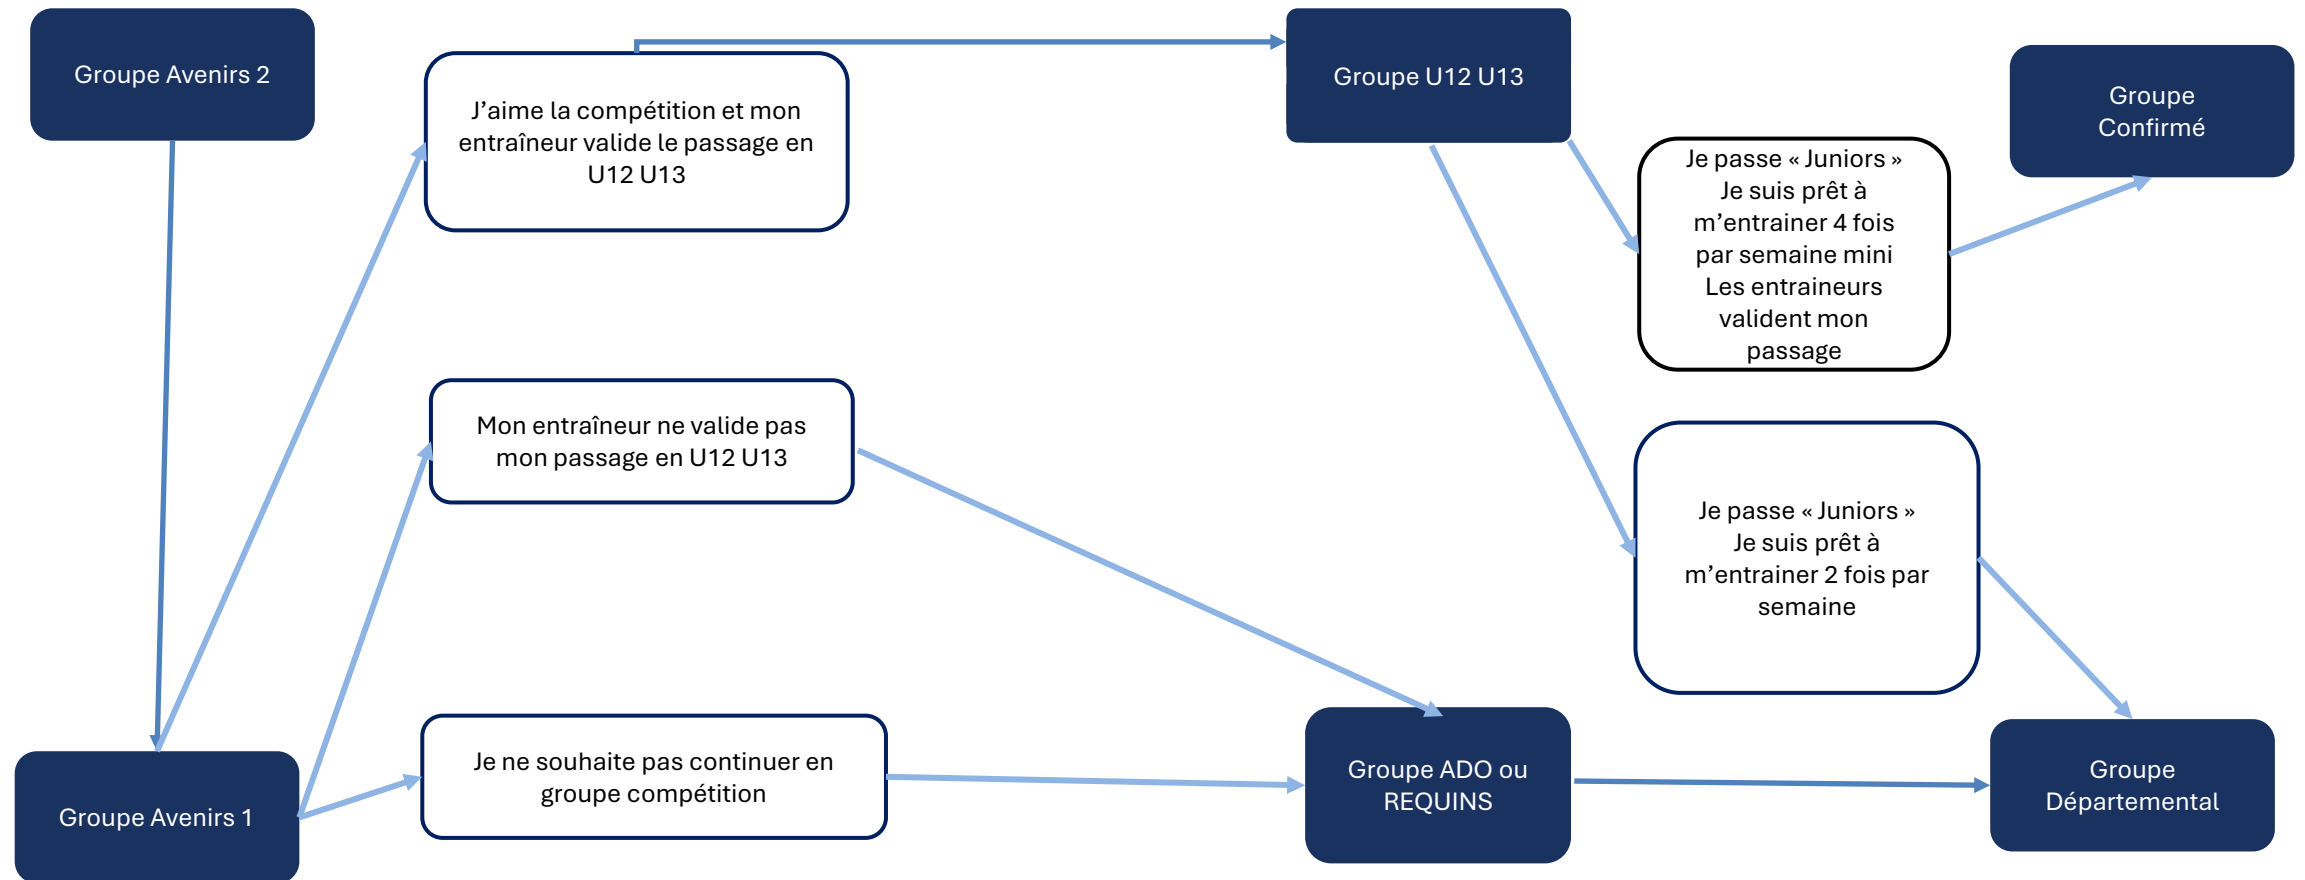 Groupe Avenirs 2
J’aime la compétition et mon
entraîneur valide le passage en
U12 U13
Groupe U12 U13
Groupe
Confirmé
Je passe « Juniors »
Je suis prêt à
m’entrainer 4 fois
par semaine mini
Les entraineurs
valident mon
passage
Mon entraîneur ne valide pas
mon passage en U12 U13
Je passe « Juniors »
Je suis prêt à
m’entrainer 2 fois par
semaine
Groupe Avenirs 1
Je ne souhaite pas continuer en
groupe compétition
Groupe ADO ou
REQUINS
Groupe
Départemental